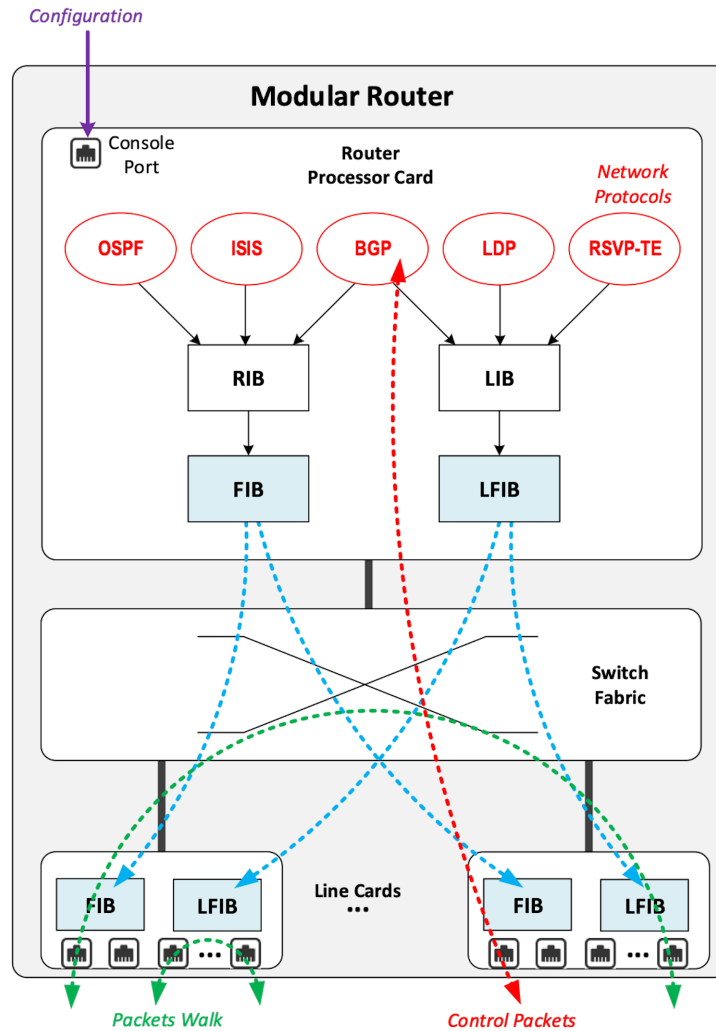 Configuration
Modular Router
Console
Port
Router
Processor Card
Network
Protocols
OSPF
ISIS
BGP
LDP
RSVP-TE
RIB
LIB
FIB
LFIB
Switch
Fabric
FIB
LFIB
Line Cards
...
FIB
LFIB
...
...
Packets Walk
Control Packets